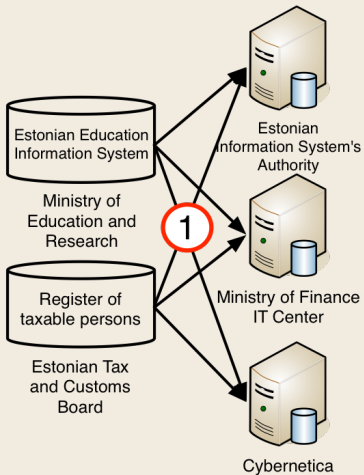 Estonian Education
Information System
Ministry of
Education and
Research
Register of
taxable persons
Estonian Tax
and Customs
Board
1
Estonian
Information System's
Authority
Ministry of Finance
IT Center
Cybernetica